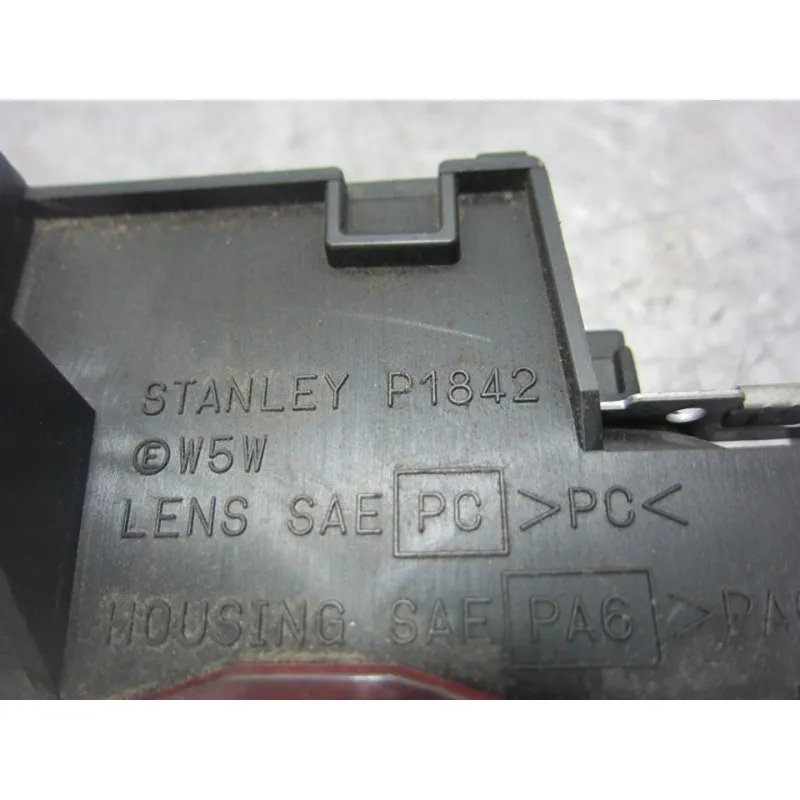 STANLEY P1842
ⒺW5W
LENS SAE PC >PC<
HOUSING SAE PA6